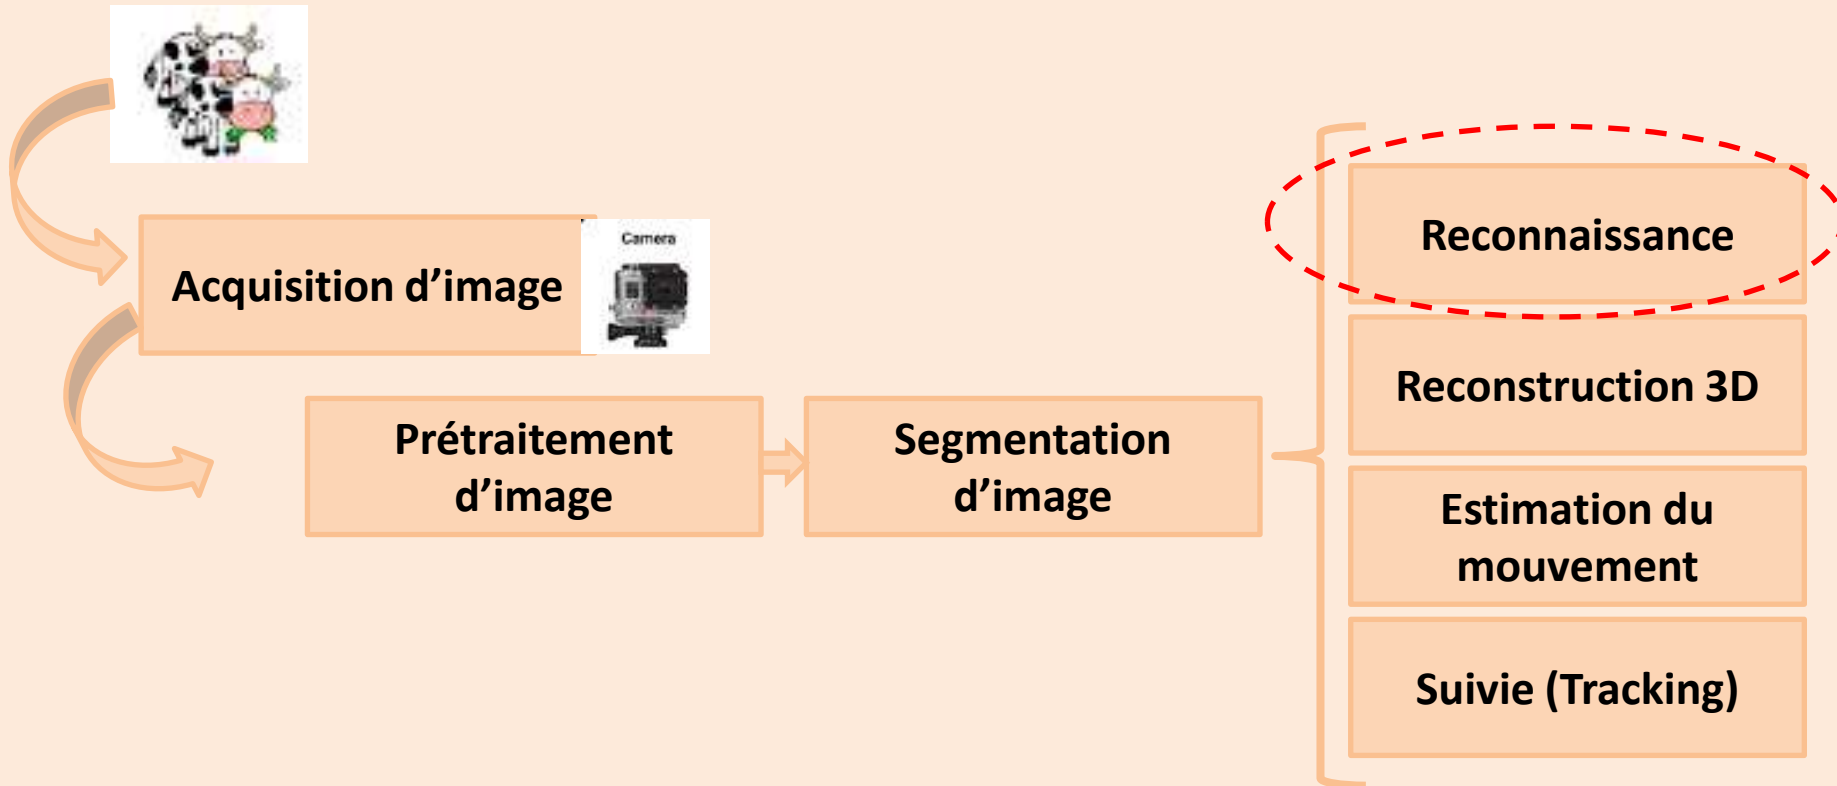 Camera
Acquisition d’image
Prétraitement
d’image
Segmentation
d’image
Reconnaissance
Reconstruction 3D
Estimation du
mouvement
Suivie (Tracking)